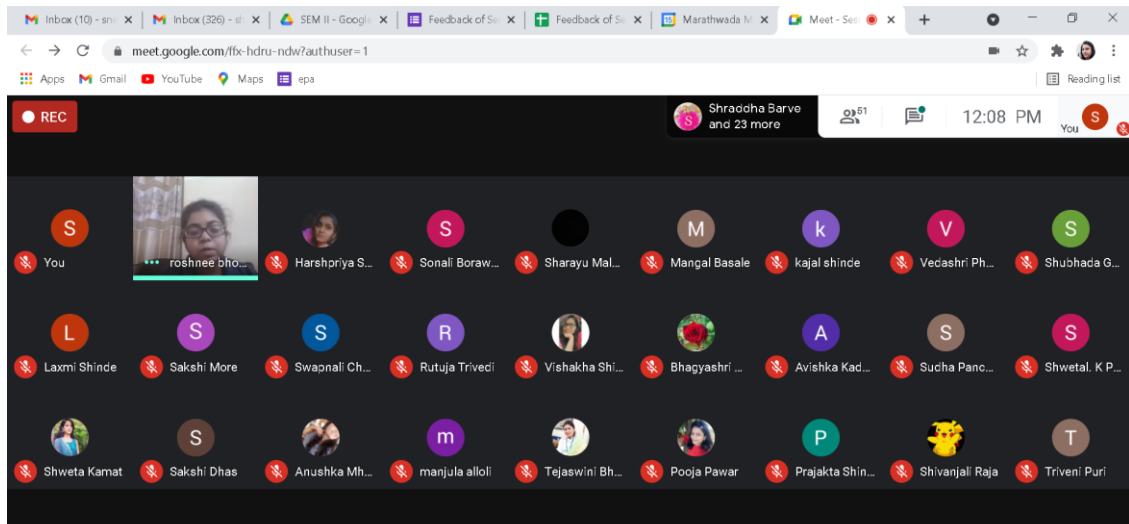 Inbox (10) - sne
Inbox (326) - sh
SEM II - Google
Feedback of Se
Feedback of Se
Marathwada M
Meet - Ses
meet.google.com/ffx-hdru-ndw?authuser=1
Apps Gmail YouTube Maps epa Reading list
REC
Shraddha Barve
and 23 more
S
51
12:08 PM
You
S
S
S
M
k
V
S
You
roshnee bho...
Harshpriya S...
Sonali Boraw...
Sharayu Mal...
Mangal Basale
kajal shinde
Vedashri Ph...
Shubhada G...
L
S
S
R
A
S
S
Laxmi Shinde
Sakshi More
Swapnali Ch...
Rutuja Trivedi
Vishakha Shi...
Bhagyashri ...
Avishka Kad...
Sudha Panc...
Shwetal. K P...
S
m
P
T
Shweta Kamat
Sakshi Dhas
Anushka Mh...
manjula alloli
Tejaswini Bh...
Pooja Pawar
Prajakta Shin...
Shivanjali Raja
Triveni Puri